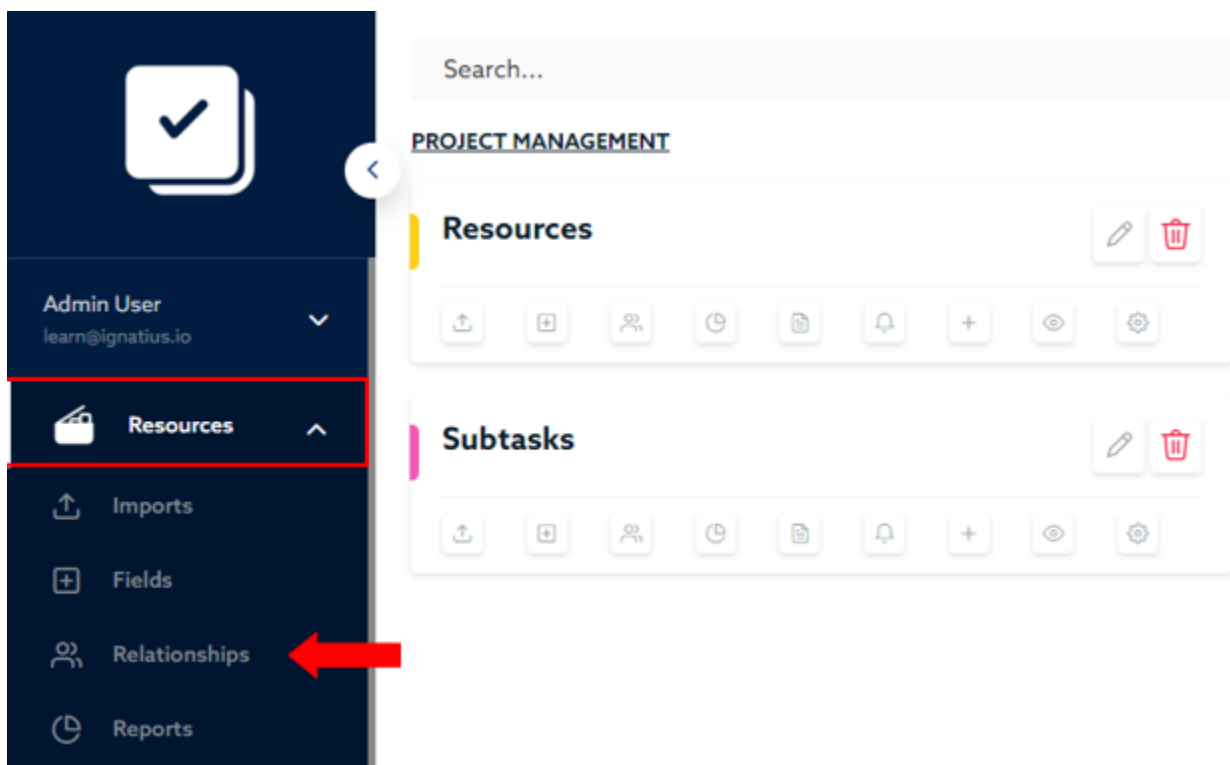 Search...
PROJECT MANAGEMENT
Resources
Subtasks
Admin User
learn@ignatius.io
Resources
Imports
Fields
Relationships
Reports